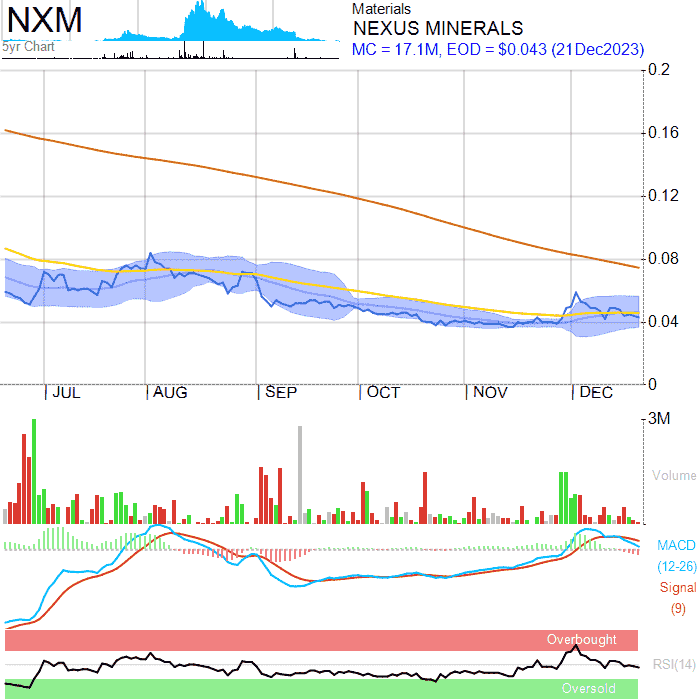 NXM
5yr Chart
Materials
NEXUS MINERALS
MC = 17.1M, EOD = $0.043 (21Dec2023)
0.2
0.16
0.12
0.08
0.04
0
JUL AUG SEP OCT NOV DEC
3M
Volume
MACD
(12-26)
Signal
(9)
Overbought
RSI(14)
Oversold